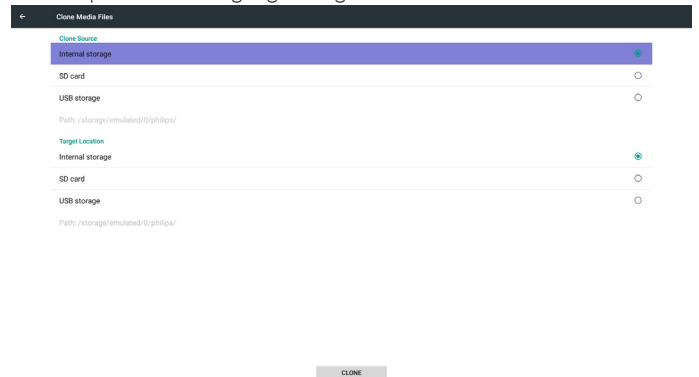 Clone Media Files
Clone Source
Internal storage
SD card
USB storage
Path: /storage/emulated/0/philips/
Target Location
Internal storage
SD card
USB storage
Path: /storage/emulated/0/philips/
CLONE